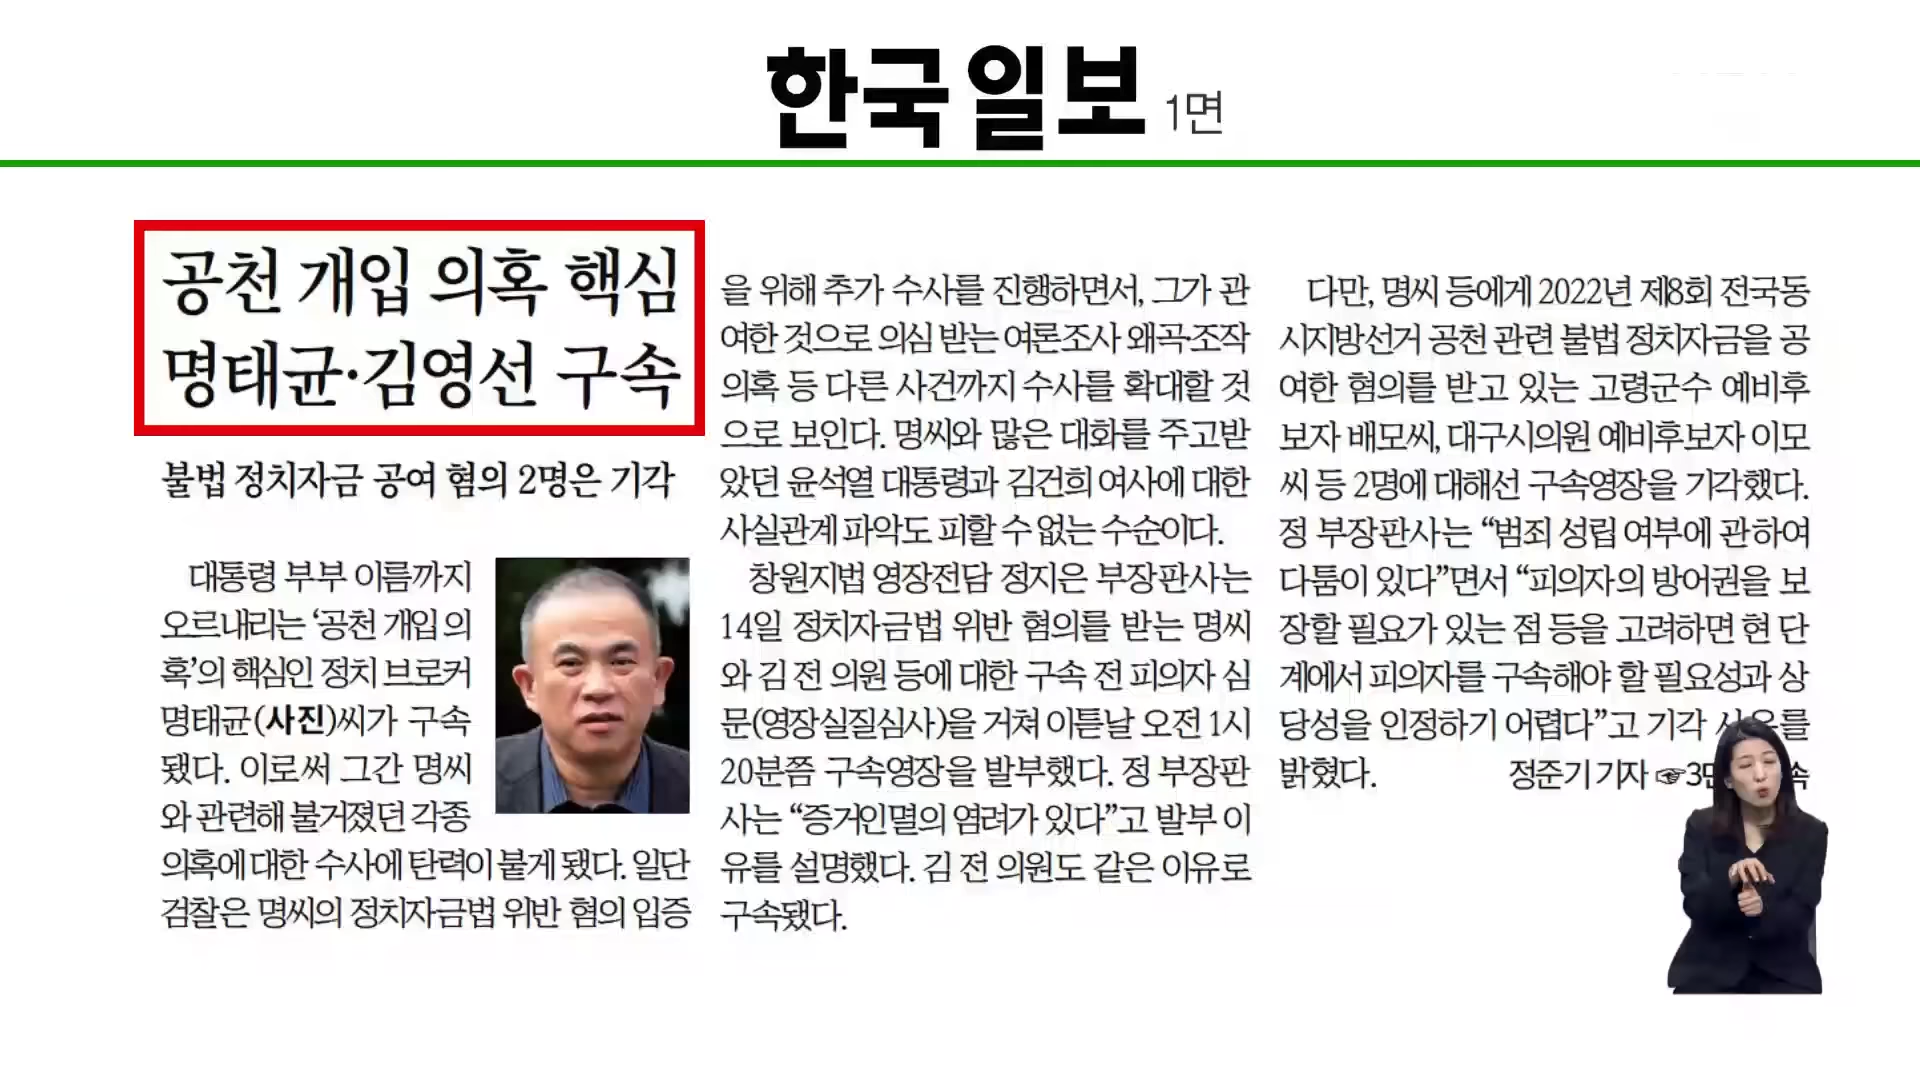 한국일보 1면
공천 개입 의혹 핵심
명태균·김영선 구속
불법 정치자금 공여 혐의 2명은 기각
대통령 부부 이름까지
오르내리는 ‘공천 개입 의
혹’의 핵심인 정치 브로커
명태균(사진)씨가 구속
됐다. 이로써 그간 명씨
와 관련해 불거졌던 각종
의혹에 대한 수사에 탄력이 붙게 됐다. 일단
검찰은 명씨의 정치자금법 위반 혐의 입증
을 위해 추가 수사를 진행하면서, 그가 관
여한 것으로 의심 받는 여론조사 왜곡·조작
의혹 등 다른 사건까지 수사를 확대할 것
으로 보인다. 명씨와 많은 대화를 주고받
았던 윤석열 대통령과 김건희 여사에 대한
사실관계 파악도 피할 수 없는 수순이다.
창원지법 영장전담 정지은 부장판사는
14일 정치자금법 위반 혐의를 받는 명씨
와 김 전 의원 등에 대한 구속 전 피의자 심
문(영장실질심사)을 거쳐 이튿날 오전 1시
20분쯤 구속영장을 발부했다. 정 부장판
사는 “증거인멸의 염려가 있다”고 발부 이
유를 설명했다. 김 전 의원도 같은 이유로
구속됐다.
다만, 명씨 등에게 2022년 제8회 전국동
시지방선거 공천 관련 불법 정치자금을 공
여한 혐의를 받고 있는 고령군수 예비후
보자 배모씨, 대구시의원 예비후보자 이모
씨 등 2명에 대해선 구속영장을 기각했다.
정 부장판사는 “범죄 성립 여부에 관하여
다툼이 있다”면서 “피의자의 방어권을 보
장할 필요가 있는 점 등을 고려하면 현 단
계에서 피의자를 구속해야 할 필요성과 상
당성을 인정하기 어렵다”고 기각
밝혔다. 정준기 기자 ☞3면